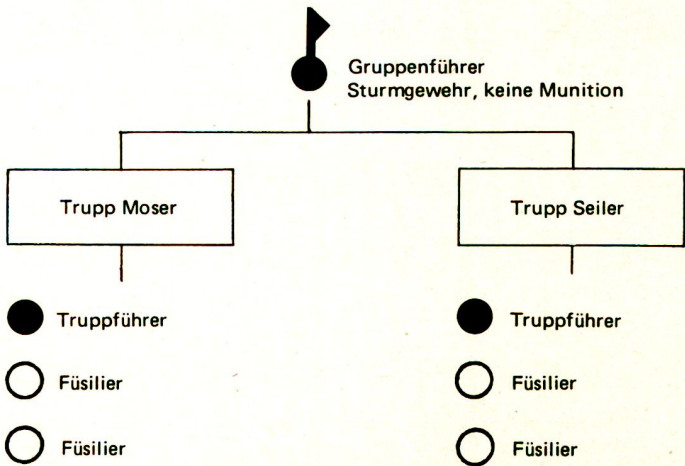 Gruppenführer
Sturmgewehr, keine Munition
Trupp Moser
Trupp Seiler
Truppführer
Truppführer
Füsilier
Füsilier
Füsilier
Füsilier